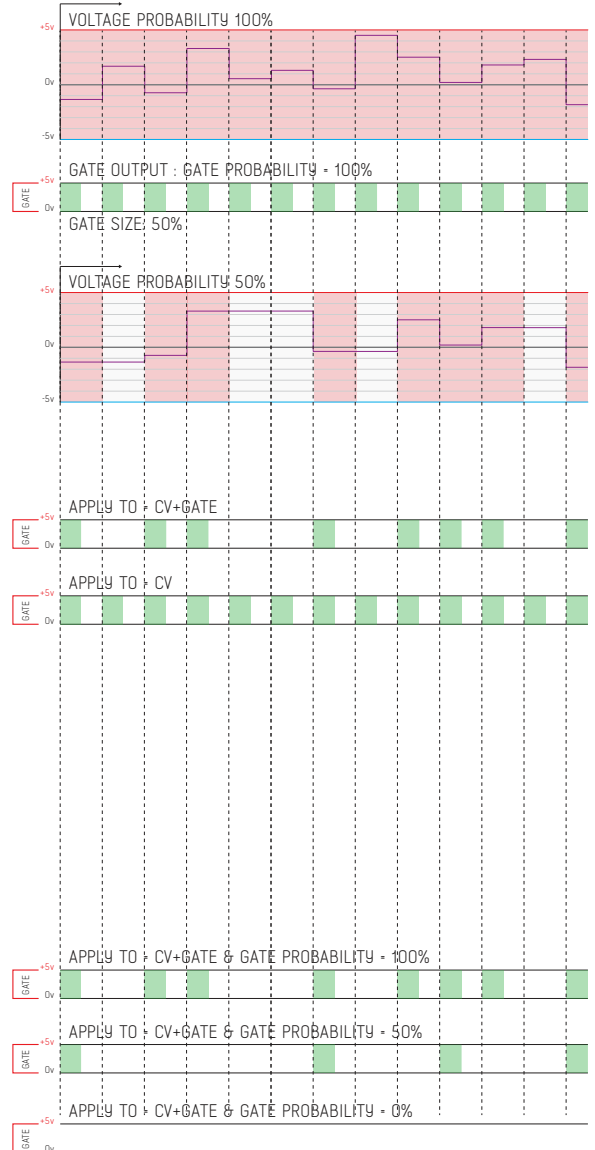 VOLTAGE PROBABILITY 100%
+5v
0v
-5v
GATE OUTPUT : GATE PROBABILITY = 100%
+5v
GATE
0v
GATE SIZE: 50%
VOLTAGE PROBABILITY 50%
+5v
0v
-5v
APPLY TO = CV+GATE
+5v
GATE
0v
APPLY TO = CV
+5v
GATE
0v
APPLY TO = CV+GATE & GATE PROBABILITY = 100%
+5v
GATE
0v
APPLY TO = CV+GATE & GATE PROBABILITY = 50%
+5v
GATE
0v
APPLY TO = CV+GATE & GATE PROBABILITY = 0%
+5v
GATE
0v